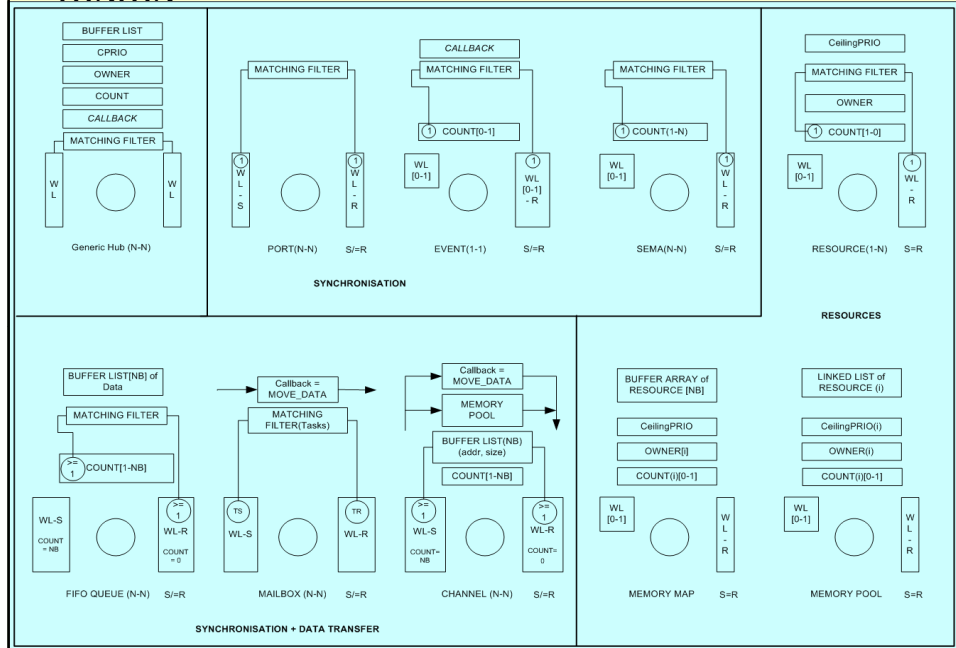 BUFFER LIST
CPRIO
OWNER
COUNT
CALLBACK
MATCHING FILTER
W
L
W
L
Generic Hub (N-N)
MATCHING FILTER
1
W
L
-
S
1
W
L
-
R
PORT(N-N) S/=R
CALLBACK
MATCHING FILTER
1 COUNT[0-1]
WL
[0-1]
1
WL
[0-1]
- R
EVENT(1-1) S/=R
MATCHING FILTER
1 COUNT(1-N)
WL
[0-1]
1
W
L
-
R
SEMA(N-N) S/=R
SYNCHRONISATION
CeilingPRIO
MATCHING FILTER
OWNER
1 COUNT[1-0]
WL
[0-1]
1
WL
-
R
RESOURCE(1-N) S=R
RESOURCES
BUFFER LIST[NB] of
Data
MATCHING FILTER
>=
1
COUNT[1-NB]
WL-S
COUNT
= NB
>=
1
WL-R
COUNT
= 0
FIFO QUEUE (N-N) S/=R
Callback =
MOVE_DATA
MATCHING
FILTER(Tasks)
TS
WL-S
TR
WL-R
MAILBOX (N-N) S/=R
Callback =
MOVE_DATA
MEMORY
POOL
BUFFER LIST(NB)
(addr, size)
COUNT[1-NB]
>=
1
WL-S
COUNT=
NB
>=
1
WL-R
COUNT=
0
CHANNEL (N-N) S/=R
SYNCHRONISATION + DATA TRANSFER
BUFFER ARRAY of
RESOURCE [NB]
CeilingPRIO
OWNER[i]
COUNT(i)[0-1]
WL
[0-1]
W
L
-
R
MEMORY MAP S=R
LINKED LIST of
RESOURCE (i)
CeilingPRIO(i)
OWNER(i)
COUNT(i)[0-1]
WL
[0-1]
W
L
-
R
MEMORY POOL S=R